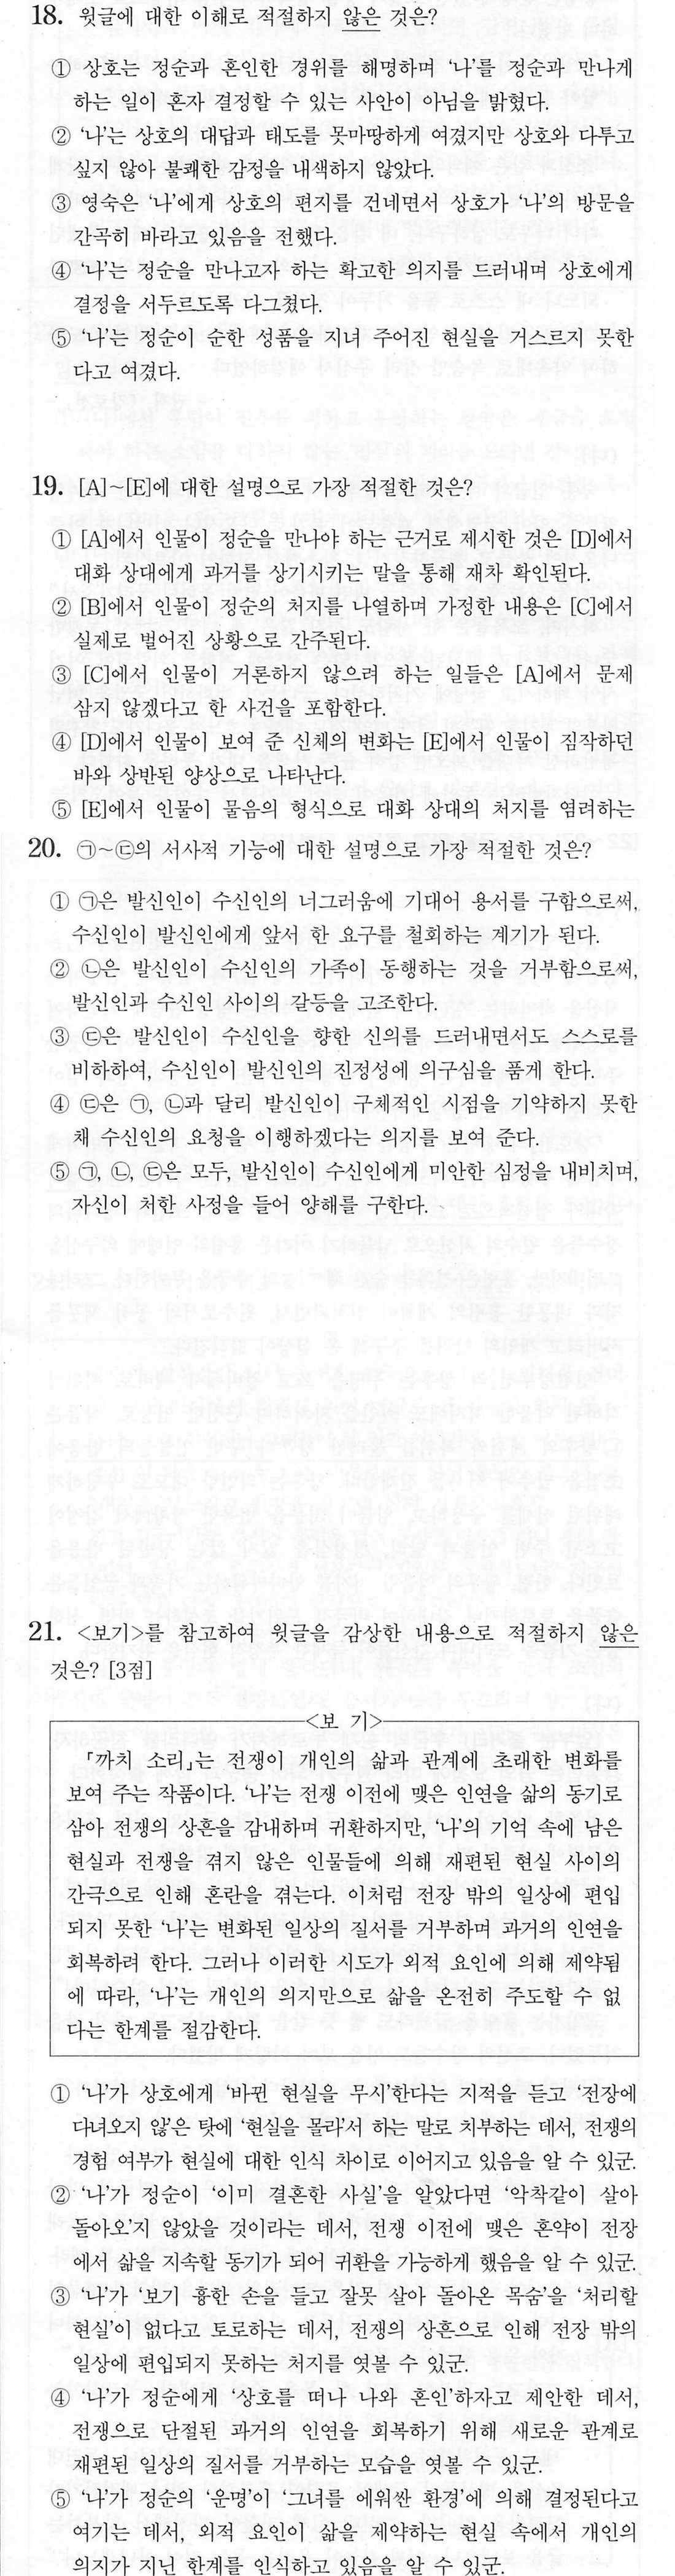 18. 윗글에 대한 이해로 적절하지 않은 것은?
① 상호는 정순과 혼인한 경위를 해명하며 ‘나’를 정순과 만나게
하는 일이 혼자 결정할 수 있는 사안이 아님을 밝혔다.
② ‘나’는 상호의 대답과 태도를 못마땅하게 여겼지만 상호와 다투고
싶지 않아 불쾌한 감정을 내색하지 않았다.
③ 영숙은 ‘나’에게 상호의 편지를 건네면서 상호가 ‘나’의 방문을
간곡히 바라고 있음을 전했다.
④ ‘나’는 정순을 만나고자 하는 확고한 의지를 드러내며 상호에게
결정을 서두르도록 다그쳤다.
⑤ ‘나’는 정순이 순한 성품을 지녀 주어진 현실을 거스르지 못한
다고 여겼다.
19. [A]~[E]에 대한 설명으로 가장 적절한 것은?
① [A]에서 인물이 정순을 만나야 하는 근거로 제시한 것은 [D]에서
대화 상대에게 과거를 상기시키는 말을 통해 재차 확인된다.
② [B]에서 인물이 정순의 처지를 나열하며 가정한 내용은 [C]에서
실제로 벌어진 상황으로 간주된다.
③ [C]에서 인물이 거론하지 않으려 하는 일들은 [A]에서 문제
삼지 않겠다고 한 사건을 포함한다.
④ [D]에서 인물이 보여 준 신체의 변화는 [E]에서 인물이 짐작하던
바와 상반된 양상으로 나타난다.
⑤ [E]에서 인물이 물음의 형식으로 대화 상대의 처지를 염려하는
20. ㉠~㉢의 서사적 기능에 대한 설명으로 가장 적절한 것은?
① ㉠은 발신인이 수신인의 너그러움에 기대어 용서를 구함으로써,
수신인이 발신인에게 앞서 한 요구를 철회하는 계기가 된다.
② ㉡은 발신인이 수신인의 가족이 동행하는 것을 거부함으로써,
발신인과 수신인 사이의 갈등을 고조한다.
③ ㉢은 발신인이 수신인을 향한 신의를 드러내면서도 스스로를
비하하여, 수신인이 발신인의 진정성에 의구심을 품게 한다.
④ ㉢은 ㉠, ㉡과 달리 발신인이 구체적인 시점을 기약하지 못한
채 수신인의 요청을 이행하겠다는 의지를 보여 준다.
⑤ ㉠, ㉡, ㉢은 모두, 발신인이 수신인에게 미안한 심정을 내비치며,
자신이 처한 사정을 들어 양해를 구한다.
21. <보기>를 참고하여 윗글을 감상한 내용으로 적절하지 않은
것은? [3점]
<보 기>
「까치 소리」는 전쟁이 개인의 삶과 관계에 초래한 변화를
보여 주는 작품이다. ‘나’는 전쟁 이전에 맺은 인연을 삶의 동기로
삼아 전쟁의 상흔을 감내하며 귀환하지만, ‘나’의 기억 속에 남은
현실과 전쟁을 겪지 않은 인물들에 의해 재편된 현실 사이의
간극으로 인해 혼란을 겪는다. 이처럼 전장 밖의 일상에 편입
되지 못한 ‘나’는 변화된 일상의 질서를 거부하며 과거의 인연을
회복하려 한다. 그러나 이러한 시도가 외적 요인에 의해 제약됨
에 따라, ‘나’는 개인의 의지만으로 삶을 온전히 주도할 수 없
다는 한계를 절감한다.
① ‘나’가 상호에게 ‘바뀐 현실을 무시’한다는 지적을 듣고 ‘전장에
다녀오지 않’은 탓에 ‘현실을 몰라’서 하는 말로 치부하는 데서, 전쟁의
경험 여부가 현실에 대한 인식 차이로 이어지고 있음을 알 수 있군.
② ‘나’가 정순이 ‘이미 결혼한 사실’을 알았다면 ‘악착같이 살아
돌아오’지 않았을 것이라는 데서, 전쟁 이전에 맺은 혼약이 전장
에서 삶을 지속할 동기가 되어 귀환을 가능하게 했음을 알 수 있군.
③ ‘나’가 ‘보기 흉한 손을 들고 잘못 살아 돌아온 목숨’을 ‘처리할
현실’이 없다고 토로하는 데서, 전쟁의 상흔으로 인해 전장 밖의
일상에 편입되지 못하는 처지를 엿볼 수 있군.
④ ‘나’가 정순에게 ‘상호를 떠나 나와 혼인’하자고 제안한 데서,
전쟁으로 단절된 과거의 인연을 회복하기 위해 새로운 관계로
재편된 일상의 질서를 거부하는 모습을 엿볼 수 있군.
⑤ ‘나’가 정순의 ‘운명’이 ‘그녀를 에워싼 환경’에 의해 결정된다고
여기는 데서, 외적 요인이 삶을 제약하는 현실 속에서 개인의
의지가 지닌 한계를 인식하고 있음을 알 수 있군.